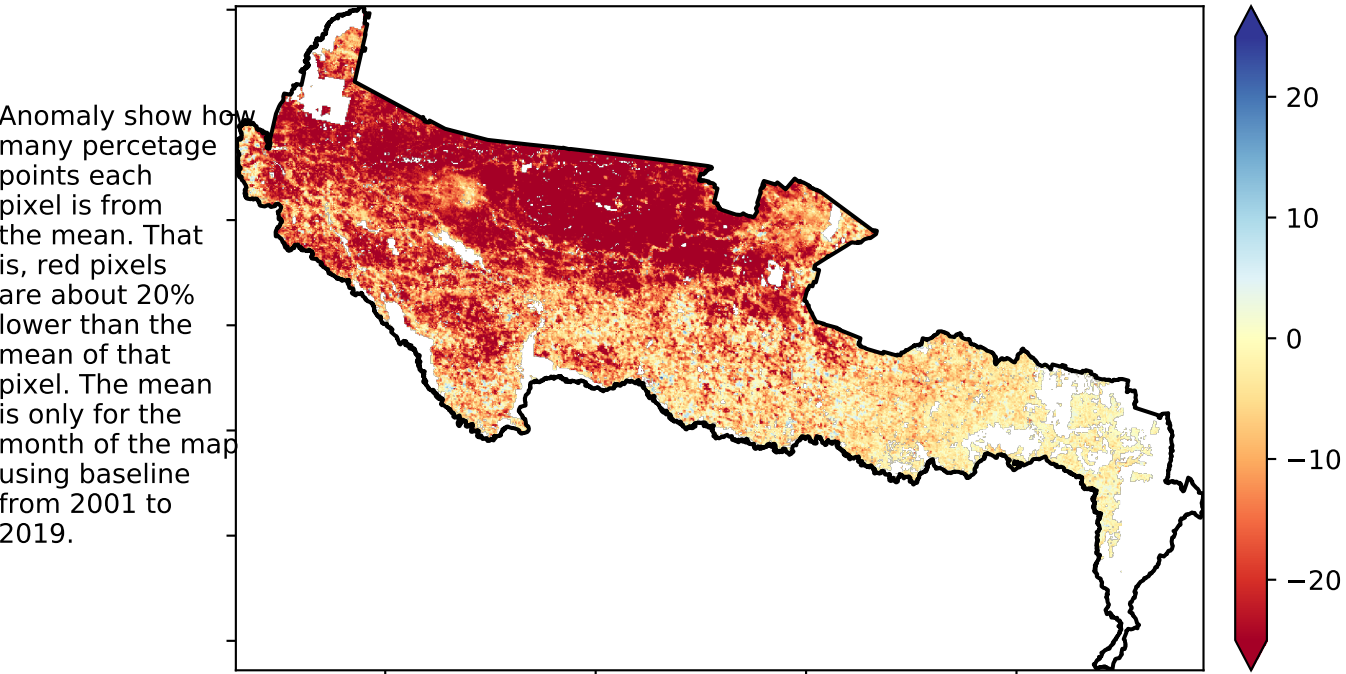 Anomaly show how
many percetage
points each
pixel is from
the mean. That
is, red pixels
are about 20%
lower than the
mean of that
pixel. The mean
is only for the
month of the map
using baseline
from 2001 to
2019.
20
10
0
−10
−20